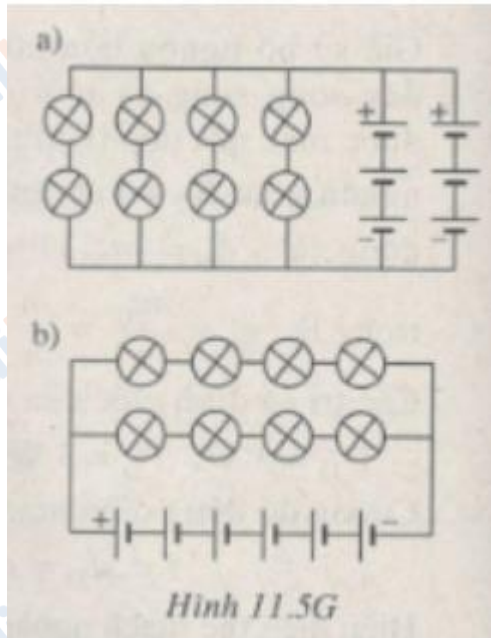 a)
+ +
− −
b)
+ −
Hình 11.5G